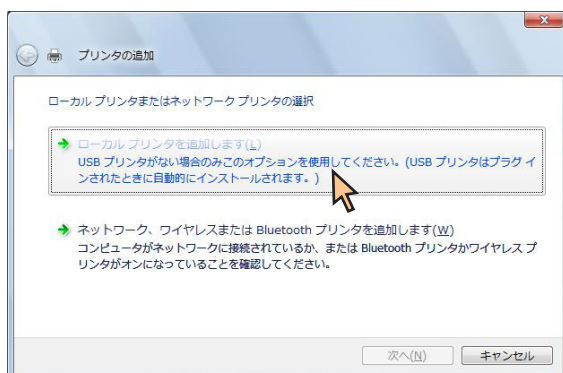 プリンタの追加
ローカル プリンタまたはネットワーク プリンタの選択
ローカル プリンタを追加します(L)
USB プリンタがない場合のみこのオプションを使用してください。(USB プリンタはプラグ イ
ンされたときに自動的にインストールされます。)
ネットワーク、ワイヤレスまたは Bluetooth プリンタを追加します(W)
コンピュータがネットワークに接続されているか、または Bluetooth プリンタかワイヤレス プ
リンタがオンになっていることを確認してください。
次へ(N) キャンセル